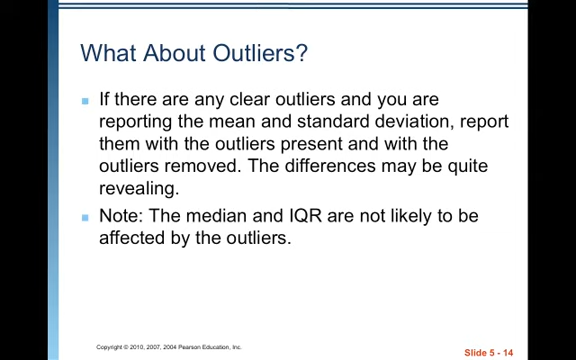 What About Outliers?
If there are any clear outliers and you are
reporting the mean and standard deviation, report
them with the outliers present and with the
outliers removed. The differences may be quite
revealing.
Note: The median and IQR are not likely to be
affected by the outliers.
Copyright © 2010, 2007, 2004 Pearson Education, Inc.
Slide 5 - 14